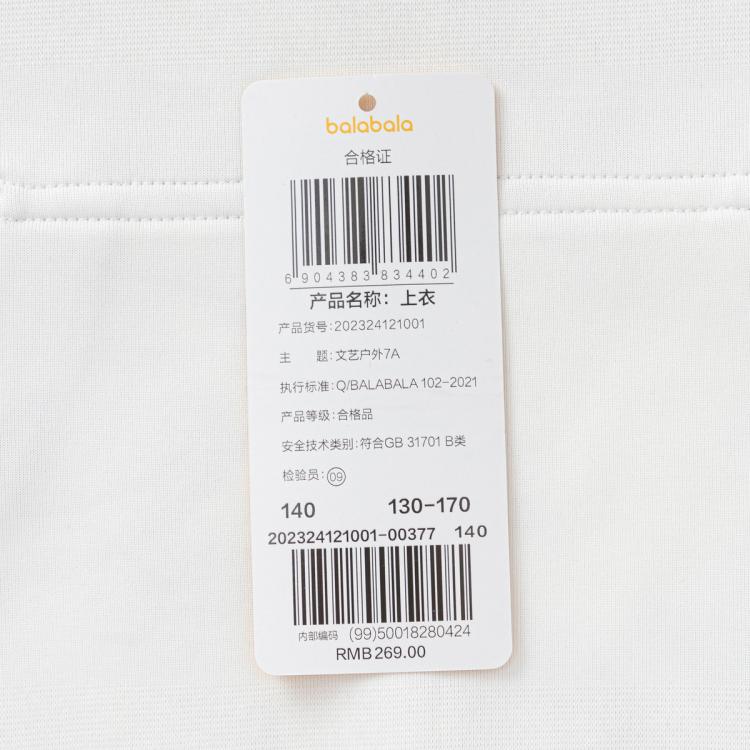 balabala
合格证
6 904383 834402
产品名称：上衣
产品货号:202324121001
主 题:文艺户外7A
执行标准:Q/BALABALA 102-2021
产品等级:合格品
安全技术类别:符合GB 31701 B类
检验员:09
140 130-170
202324121001-00377 140
内部编码 (99)50018280424
RMB269.00